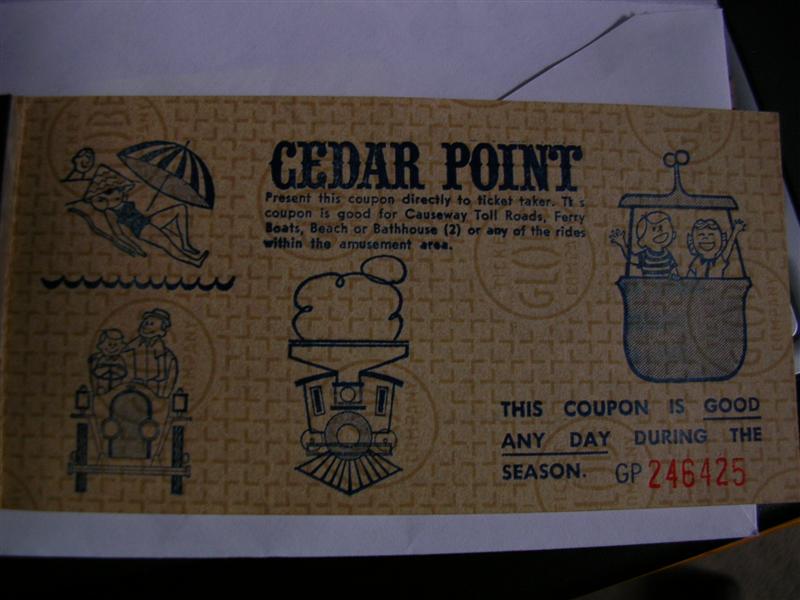 CEDAR POINT
Present this coupon directly to ticket taker. This
coupon is good for Causeway Toll Roads, Ferry
Boats, Beach or Bathhouse (2) or any of the rides
within the amusement area.
THIS COUPON IS GOOD
ANY DAY DURING THE
SEASON. GP 246425